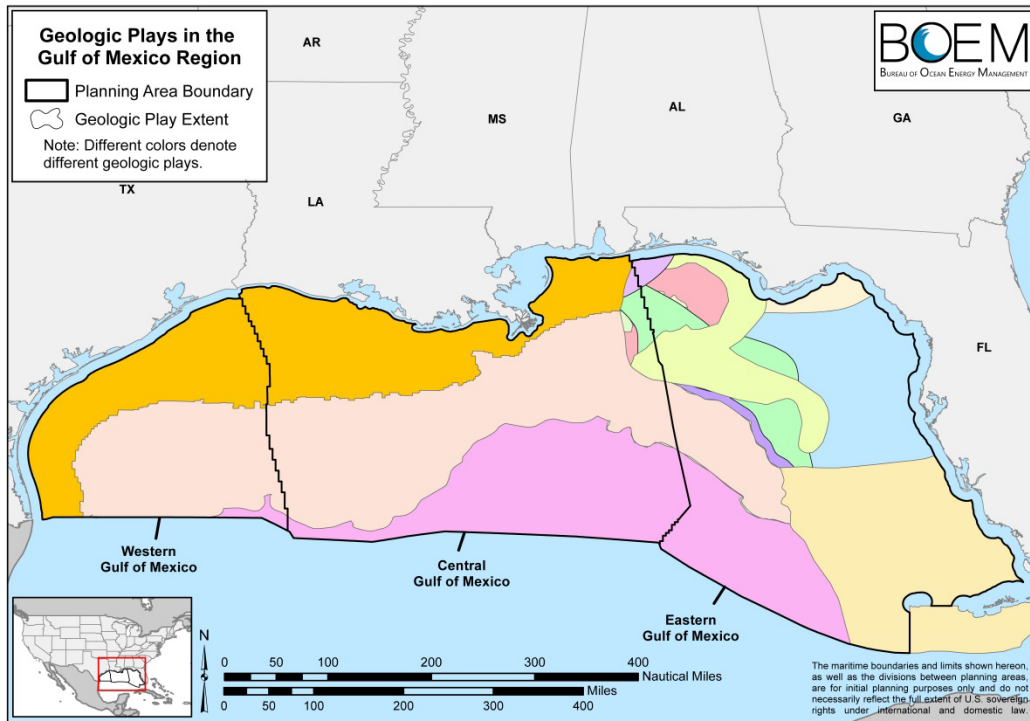 Geologic Plays in the
Gulf of Mexico Region
Planning Area Boundary
Geologic Play Extent
Note: Different colors denote
different geologic plays.
BOEM
BUREAU OF OCEAN ENERGY MANAGEMENT
AR
MS
AL
GA
TX
LA
FL
Western
Gulf of Mexico
Central
Gulf of Mexico
Eastern
Gulf of Mexico
N
0 50 100 200 300 400
Nautical Miles
0 50 100 200 300 400
Miles
The maritime boundaries and limits shown hereon,
as well as the divisions between planning areas,
are for initial planning purposes only and do not
necessarily reflect the full extent of U.S. sovereign
rights under international and domestic law.